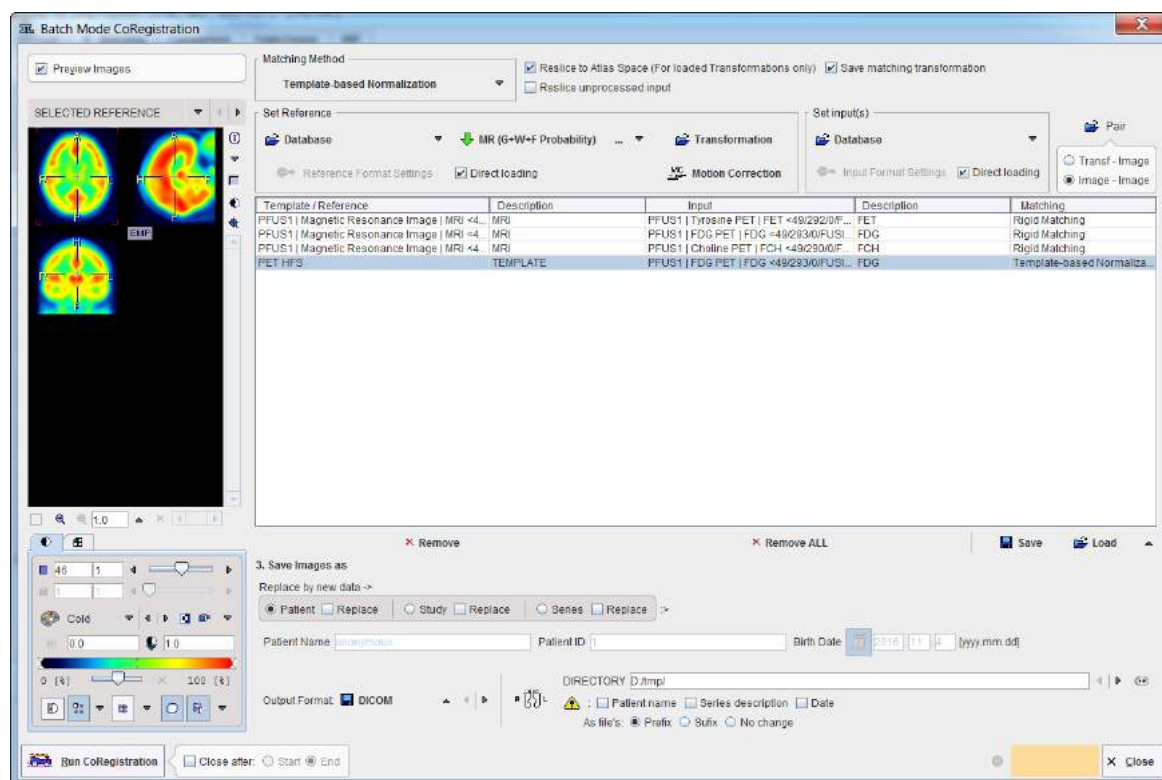 Batch Mode CoRegistration
Preview Images
Matching Method
Template-based Normalization
Reslice to Atlas Space (For loaded Transformations only) Save matching transformation
Reslice unprocessed input
SELECTED REFERENCE
Set Reference
Set input(s)
Database MR (G+W+F Probability) ... Transformation Database
Pair
Reference Format Settings Direct loading Motion Correction Input Format Settings Direct loading
Transf - Image
Image - Image
Template / Reference Description Input Description Matching
PFUS1 | Magnetic Resonance Image | MRI <4... MRI PFUS1 | Tyrosine PET | FET <49/292/0/F... FET Rigid Matching
PFUS1 | Magnetic Resonance Image | MRI <4... MRI PFUS1 | FDG PET | FDG <49/293/0/FUSI... FDG Rigid Matching
PFUS1 | Magnetic Resonance Image | MRI <4... MRI PFUS1 | Choline PET | FCH <49/290/0/F... FCH Rigid Matching
PET HFS TEMPLATE PFUS1 | FDG PET | FDG <49/293/0/FUSI... FDG Template-based Normaliza...
1.0
Remove Remove ALL Save Load
3. Save Images as
Replace by new data ->
46 1
1 1
Patient Replace Study Replace Series Replace :>
Cold
0.0 1.0
Patient Name anonymous Patient ID 1 Birth Date 2016 11 4 [yyyy.mm.dd]
0 [%] 100 [%]
DIRECTORY D:/tmp/
Output Format: DICOM R L : Patient name Series description Date
As file's: Prefix Sufix No change
Run CoRegistration Close after: Start End Close